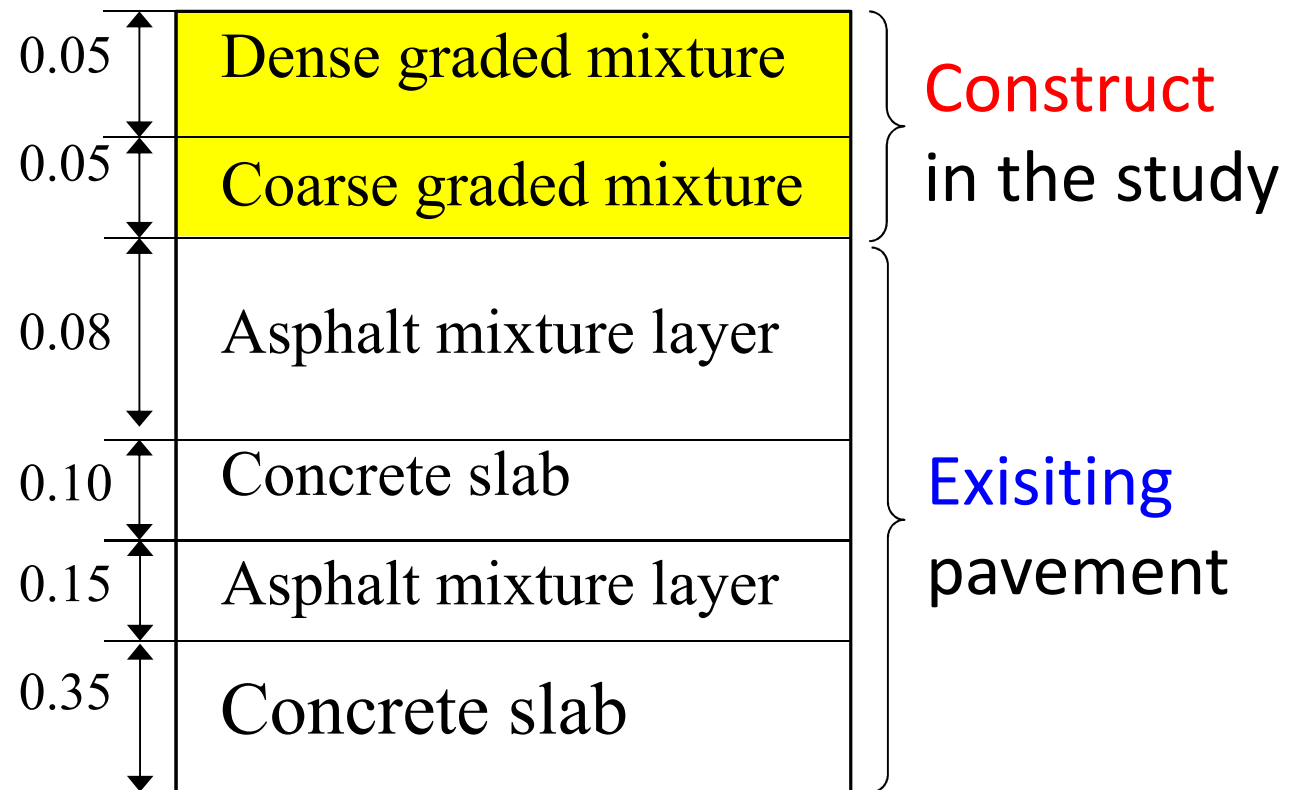 0.05
Dense graded mixture
0.05
Coarse graded mixture
Construct
in the study
0.08
Asphalt mixture layer
0.10
Concrete slab
0.15
Asphalt mixture layer
0.35
Concrete slab
Exisiting
pavement